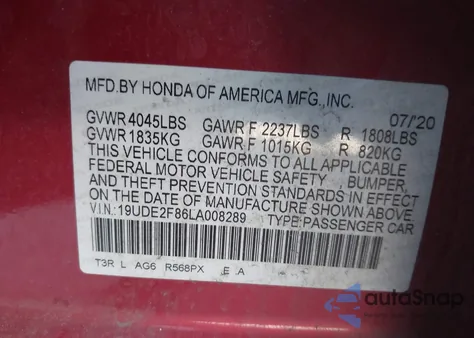 MFD.BY HONDA OF AMERICA MFG.,INC.
GVWR 4045LBS GAWR F 2237LBS R 1808LBS 07/'20
GVWR 1835KG GAWR F 1015KG R 820KG
THIS VEHICLE CONFORMS TO ALL APPLICABLE
FEDERAL MOTOR VEHICLE SAFETY, BUMPER,
AND THEFT PREVENTION STANDARDS IN EFFECT
ON THE DATE OF MANUFACTURE SHOWN ABOVE.
V.I.N.:19UDE2F86LA008289 TYPE:PASSENGER CAR
T3R L AG6 R568PX E A
autoSnap